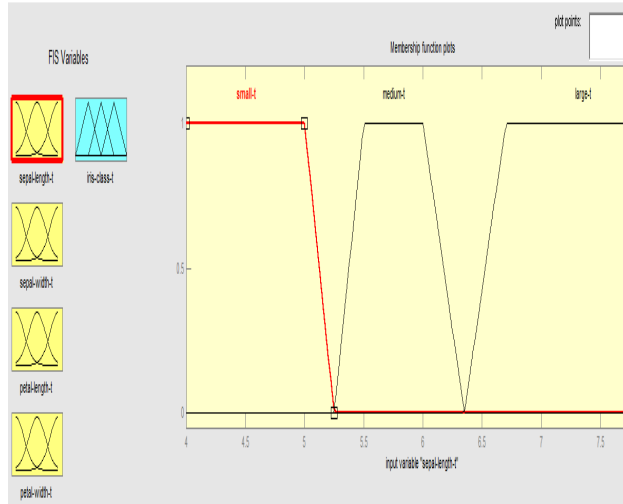 plot points:
FIS Variables
Membership function plots
small-t
medium-t
large-t
sepal-length-t
iris-class-t
sepal-width-t
petal-length-t
petal-width-t
1
0.5
0
4
4.5
5
5.5
6
6.5
7
7.5
input variable "sepal-length-t"